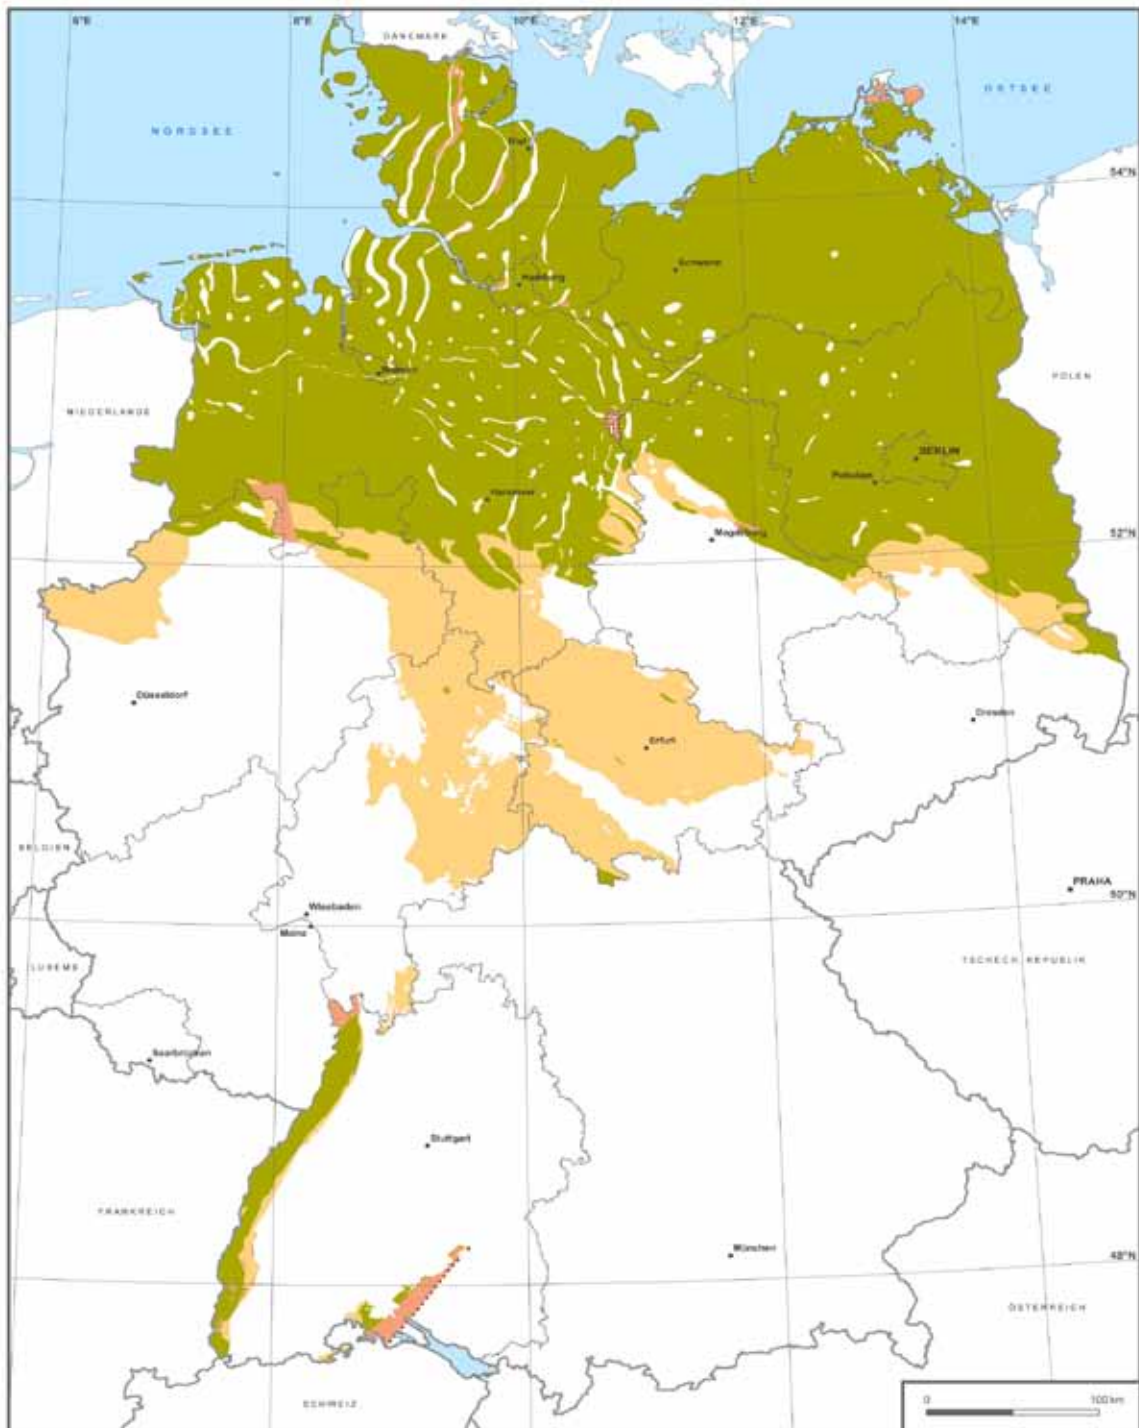 6°E
8°E
10°E
12°E
14°E
DÄNEMARK
NORDSEE
OSTSEE
Kiel
54°N
Schwerin
Hamburg
Bremen
POLEN
NIEDERLANDE
BERLIN
Potsdam
Hannover
Magdeburg
52°N
Düsseldorf
Dresden
Erfurt
BELGIEN
PRAHA
50°N
Wiesbaden
Mainz
LUXEMB
TSCHECH. REPUBLIK
Saarbrücken
Stuttgart
FRANKREICH
München
48°N
ÖSTERREICH
SCHWEIZ
0 100 km